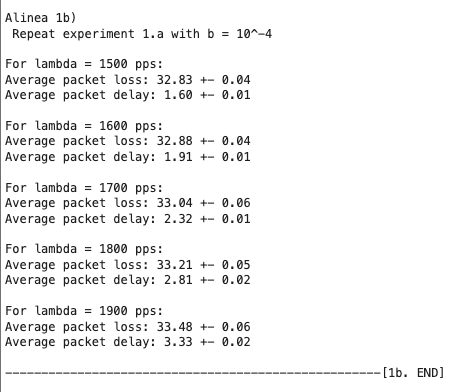 Alinea 1b)
Repeat experiment 1.a with b = 10^-4
For lambda = 1500 pps:
Average packet loss: 32.83 +- 0.04
Average packet delay: 1.60 +- 0.01
For lambda = 1600 pps:
Average packet loss: 32.88 +- 0.04
Average packet delay: 1.91 +- 0.01
For lambda = 1700 pps:
Average packet loss: 33.04 +- 0.06
Average packet delay: 2.32 +- 0.01
For lambda = 1800 pps:
Average packet loss: 33.21 +- 0.05
Average packet delay: 2.81 +- 0.02
For lambda = 1900 pps:
Average packet loss: 33.48 +- 0.06
Average packet delay: 3.33 +- 0.02
----------------------------------------------------[1b. END]